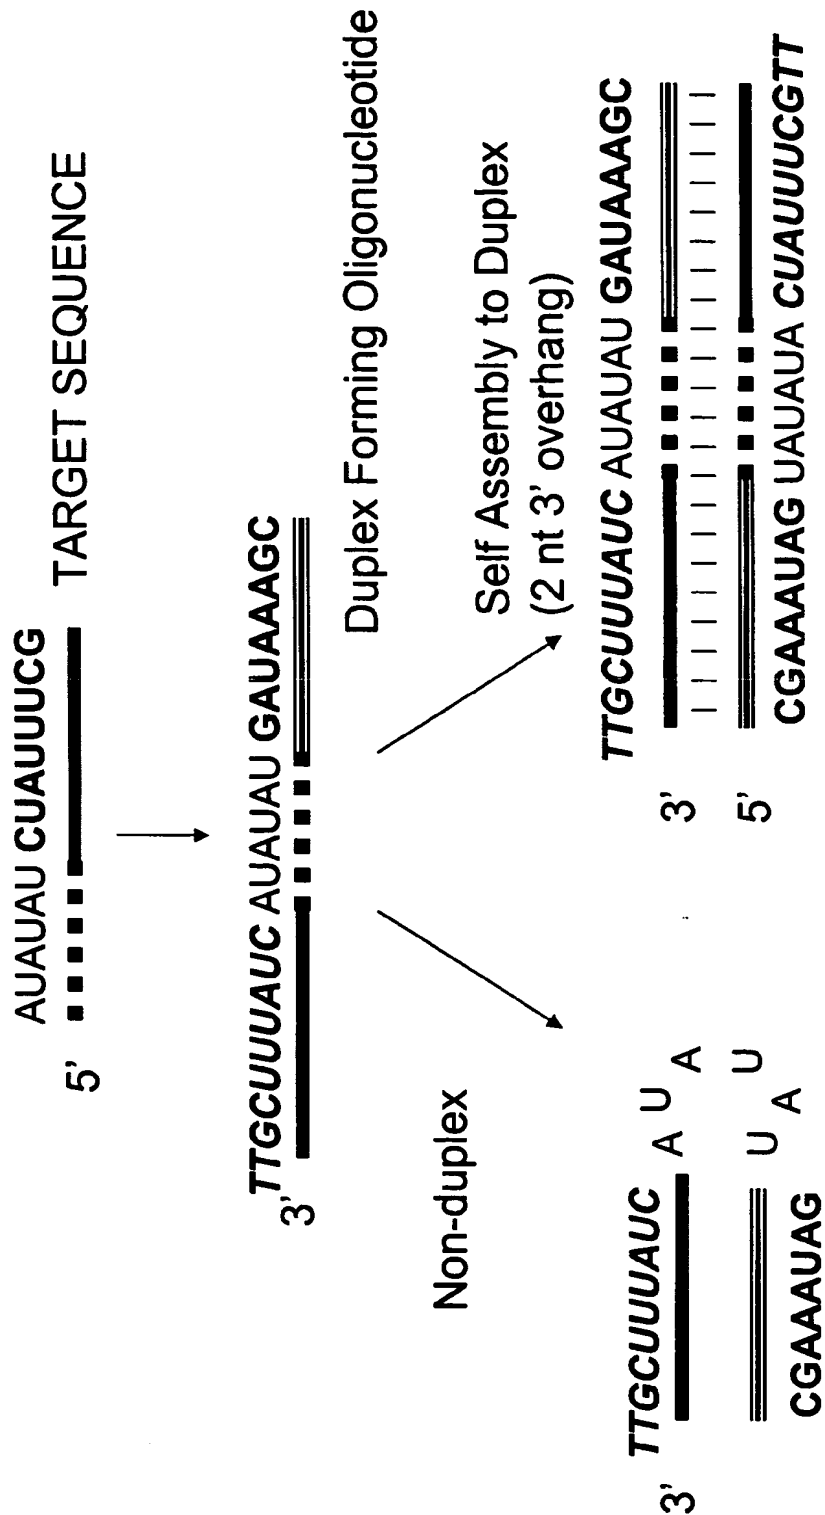 AUAUAU CUAUUUCG
5'
TARGET SEQUENCE
TTGCUUUAUC AUAUAU GAUAAAGC
3'
Duplex Forming Oligonucleotide
Non-duplex
Self Assembly to Duplex
(2 nt 3' overhang)
TTGCUUUAUC
3'
A U A
U A U
CGAAAUAG
TTGCUUUAUC AUAUAU GAUAAAGC
3'
5'
CGAAAUAG UAUAUA CUAUUUCGTT